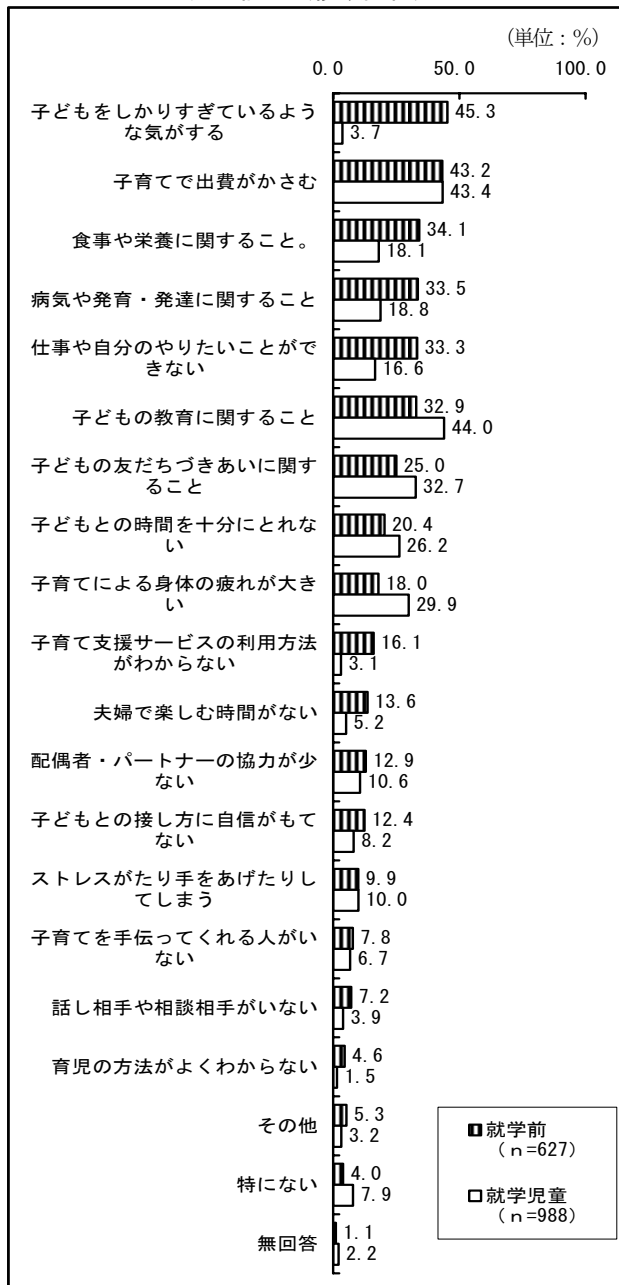 (単位：%)
0.0 50.0 100.0
子どもをしかりすぎているよう
な気がする
45.3
3.7
子育てで出費がかさむ
43.2
43.4
食事や栄養に関すること。
34.1
18.1
病気や発育・発達に関すること
33.5
18.8
仕事や自分のやりたいことがで
きない
33.3
16.6
子どもの教育に関すること
32.9
44.0
子どもの友だちづきあいに関す
ること
25.0
32.7
子どもとの時間を十分にとれな
い
20.4
26.2
子育てによる身体の疲れが大き
い
18.0
29.9
子育て支援サービスの利用方法
がわからない
16.1
3.1
夫婦で楽しむ時間がない
13.6
5.2
配偶者・パートナーの協力が少
ない
12.9
10.6
子どもとの接し方に自信がもて
ない
12.4
8.2
ストレスがたり手をあげたりし
てしまう
9.9
10.0
子育てを手伝ってくれる人がい
ない
7.8
6.7
話し相手や相談相手がいない
7.2
3.9
育児の方法がよくわからない
4.6
1.5
その他
5.3
3.2
特にない
4.0
7.9
無回答
1.1
2.2
就学前
(n=627)
就学児童
(n=988)